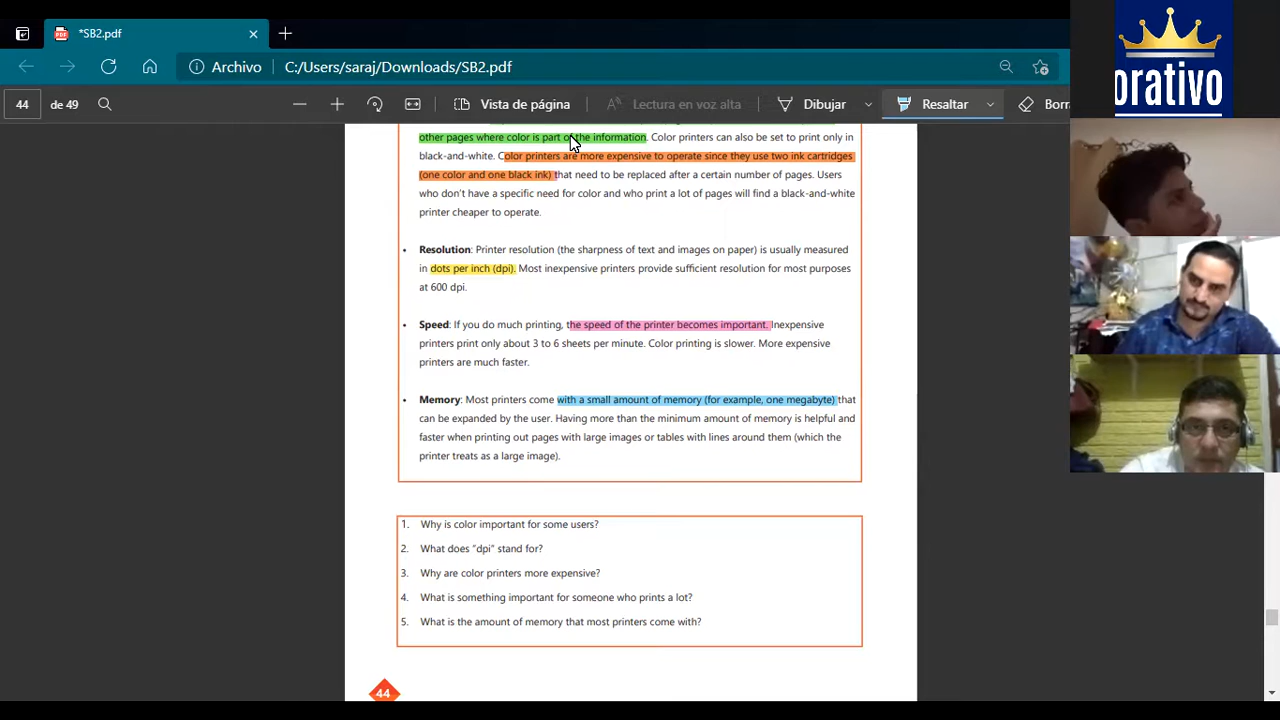 *SB2.pdf
Archivo C:/Users/saraj/Downloads/SB2.pdf
44 de 49 Vista de página Lectura en voz alta Dibujar Resaltar Borra
orativo
other pages where color is part of the information. Color printers can also be set to print only in
black-and-white. Color printers are more expensive to operate since they use two ink cartridges
(one color and one black ink) that need to be replaced after a certain number of pages. Users
who don't have a specific need for color and who print a lot of pages will find a black-and-white
printer cheaper to operate.
• Resolution: Printer resolution (the sharpness of text and images on paper) is usually measured
in dots per inch (dpi). Most inexpensive printers provide sufficient resolution for most purposes
at 600 dpi.
• Speed: If you do much printing, the speed of the printer becomes important. Inexpensive
printers print only about 3 to 6 sheets per minute. Color printing is slower. More expensive
printers are much faster.
• Memory: Most printers come with a small amount of memory (for example, one megabyte) that
can be expanded by the user. Having more than the minimum amount of memory is helpful and
faster when printing out pages with large images or tables with lines around them (which the
printer treats as a large image).
1. Why is color important for some users?
2. What does “dpi” stand for?
3. Why are color printers more expensive?
4. What is something important for someone who prints a lot?
5. What is the amount of memory that most printers come with?
44